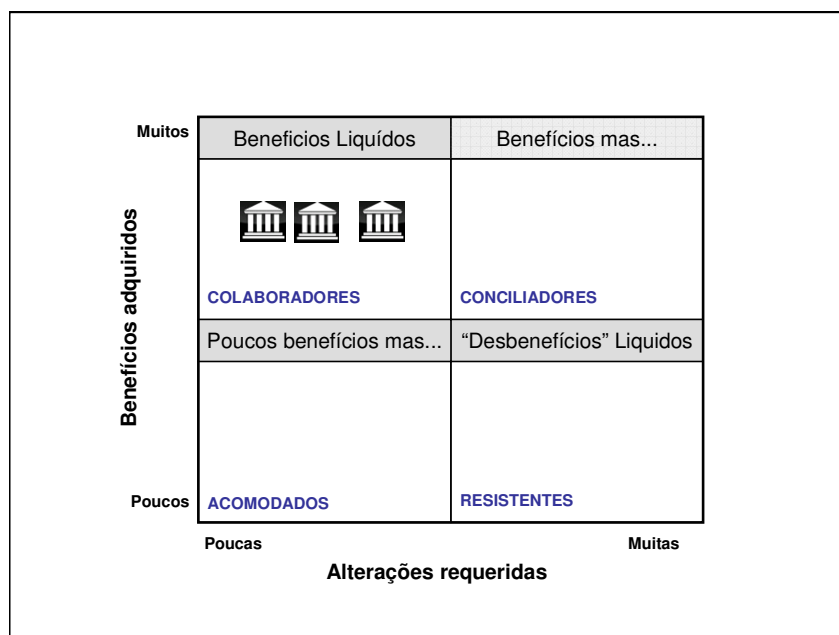 Muitos
Beneficios Liquídos
Benefícios mas...
Benefícios adquiridos
COLABORADORES
CONCILIADORES
Poucos benefícios mas...
“Desbenefícios” Liquidos
Poucos
ACOMODADOS
RESISTENTES
Poucas
Muitas
Alterações requeridas